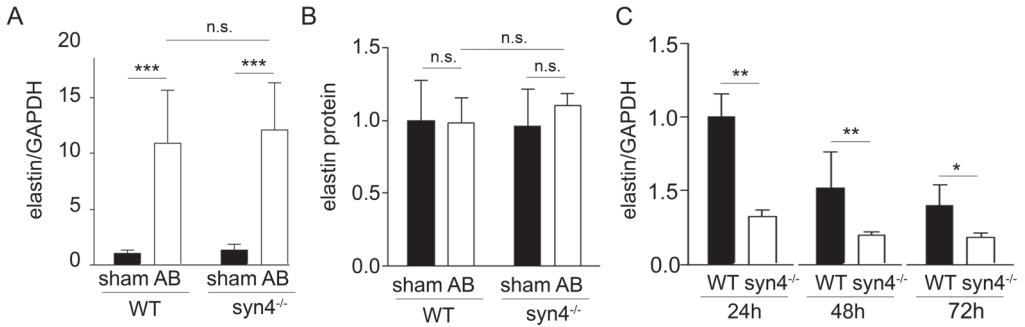 A
elastin/GAPDH
20
15
10
5
0
***
***
n.s.
sham AB
sham AB
WT
syn4-/-
B
elastin protein
1.5
1.0
0.5
0.0
n.s.
n.s.
n.s.
sham AB
sham AB
WT
syn4-/-
C
elastin/GAPDH
1.5
1.0
1.5
1.0
**
**
*
WT syn4-/-
WT syn4-/-
WT syn4-/-
24h
48h
72h